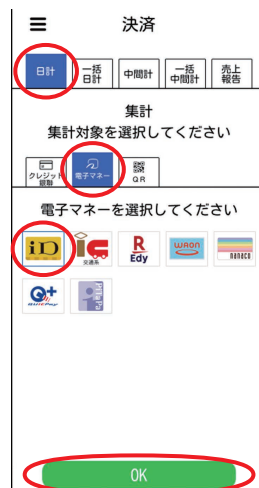 決済
日計
一括
日計
中間計
一括
中間計
売上
報告
集計
集計対象を選択してください
クレジット
銀聯
電子マネー
QR
電子マネーを選択してください
iD
交通系
R
Edy
WAON
nanaco
Q+
QUICPay
PiTaPa
OK